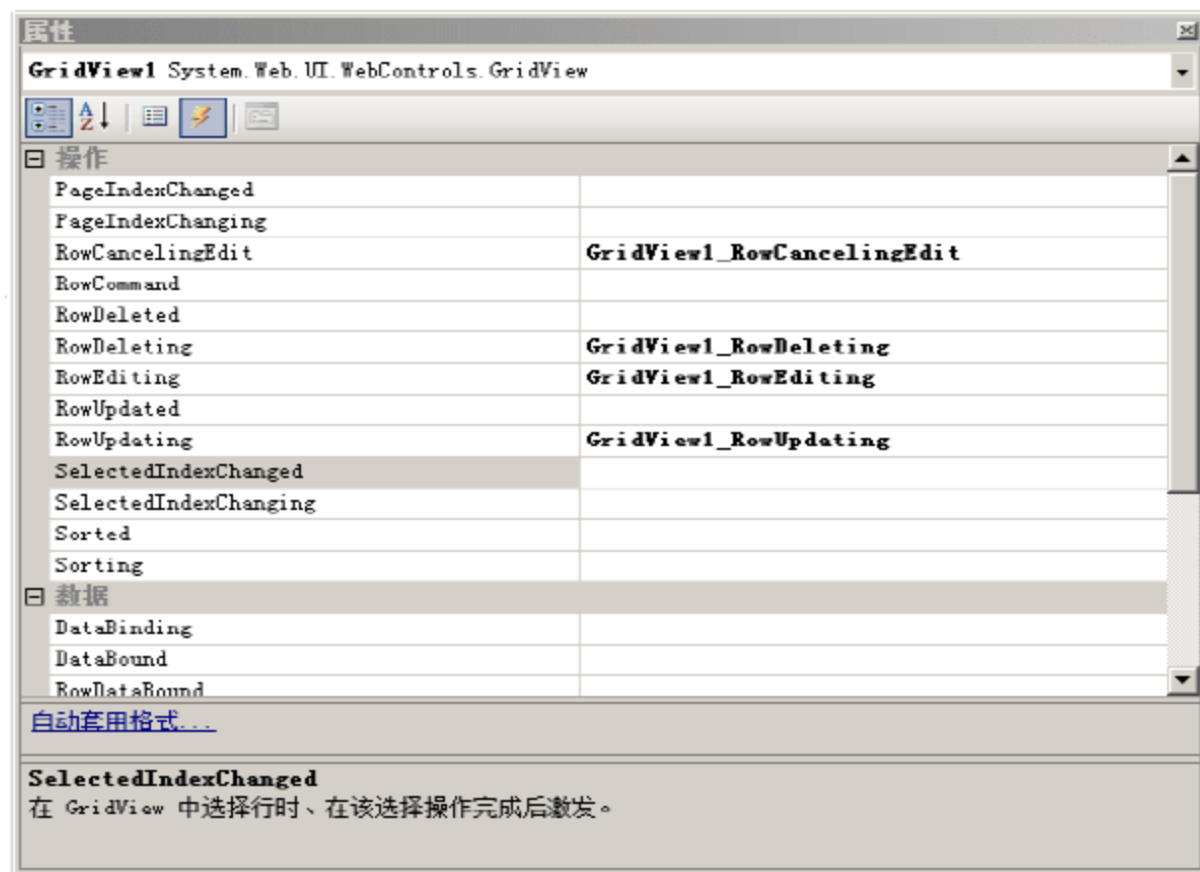 属性
GridView1 System.Web.UI.WebControls.GridView
操作
PageIndexChanged
PageIndexChanging
RowCancelingEdit GridView1_RowCancelingEdit
RowCommand
RowDeleted
RowDeleting GridView1_RowDeleting
RowEditing GridView1_RowEditing
RowUpdated
RowUpdating GridView1_RowUpdating
SelectedIndexChanged
SelectedIndexChanging
Sorted
Sorting
数据
DataBinding
DataBound
RowDataBound
自动套用格式...
SelectedIndexChanged
在 GridView 中选择行时、在该选择操作完成后激发。